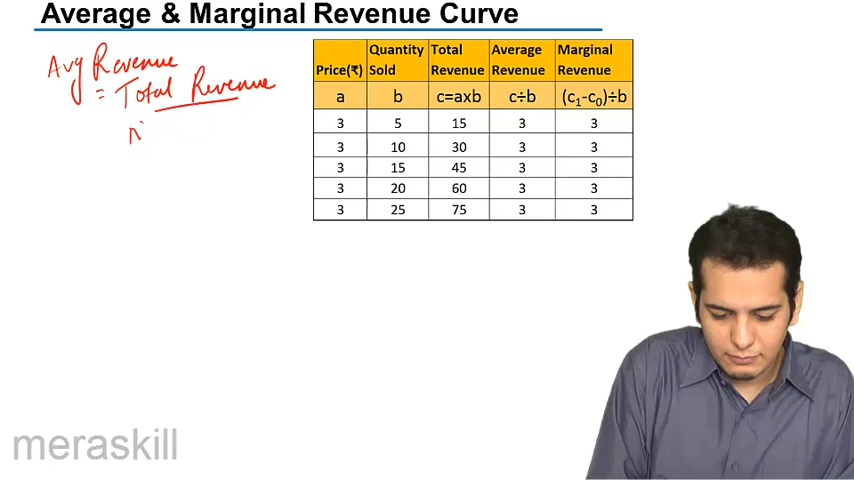 Average & Marginal Revenue Curve
Avg Revenue
= Total Revenue
Price(₹) Quantity Sold Total Revenue Average Revenue Marginal Revenue
a b c=axb c÷b (c₁-c₀)÷b
3 5 15 3 3
3 10 30 3 3
3 15 45 3 3
3 20 60 3 3
3 25 75 3 3
meraskill